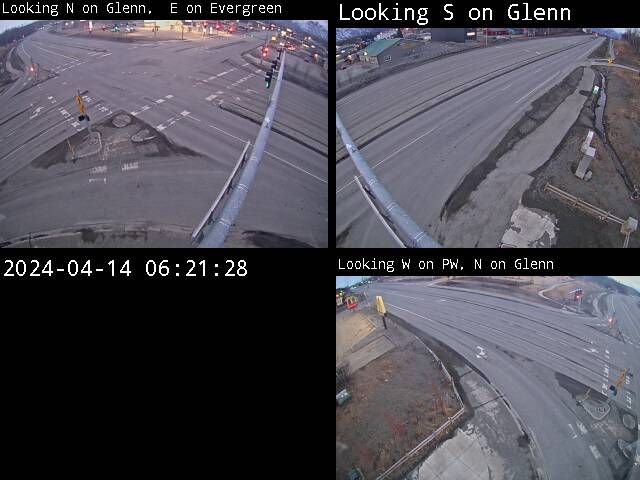 Looking N on Glenn,  E on Evergreen
Looking S on Glenn
2024-04-14 06:21:28
Looking W on PW, N on Glenn